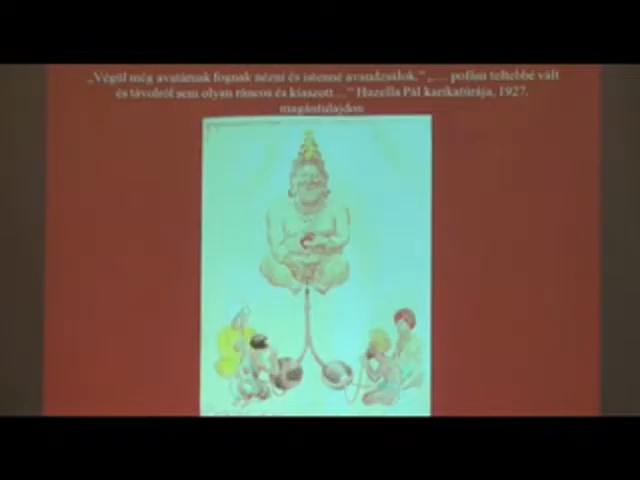 „Végül még avatárnak fognak nézni és istenné avandzsálok.” „… pofám teltebbé vált
és távolról sem olyan ráncos és kiaszott…” Huzella Pál karikatúrája, 1927.
magántulajdon